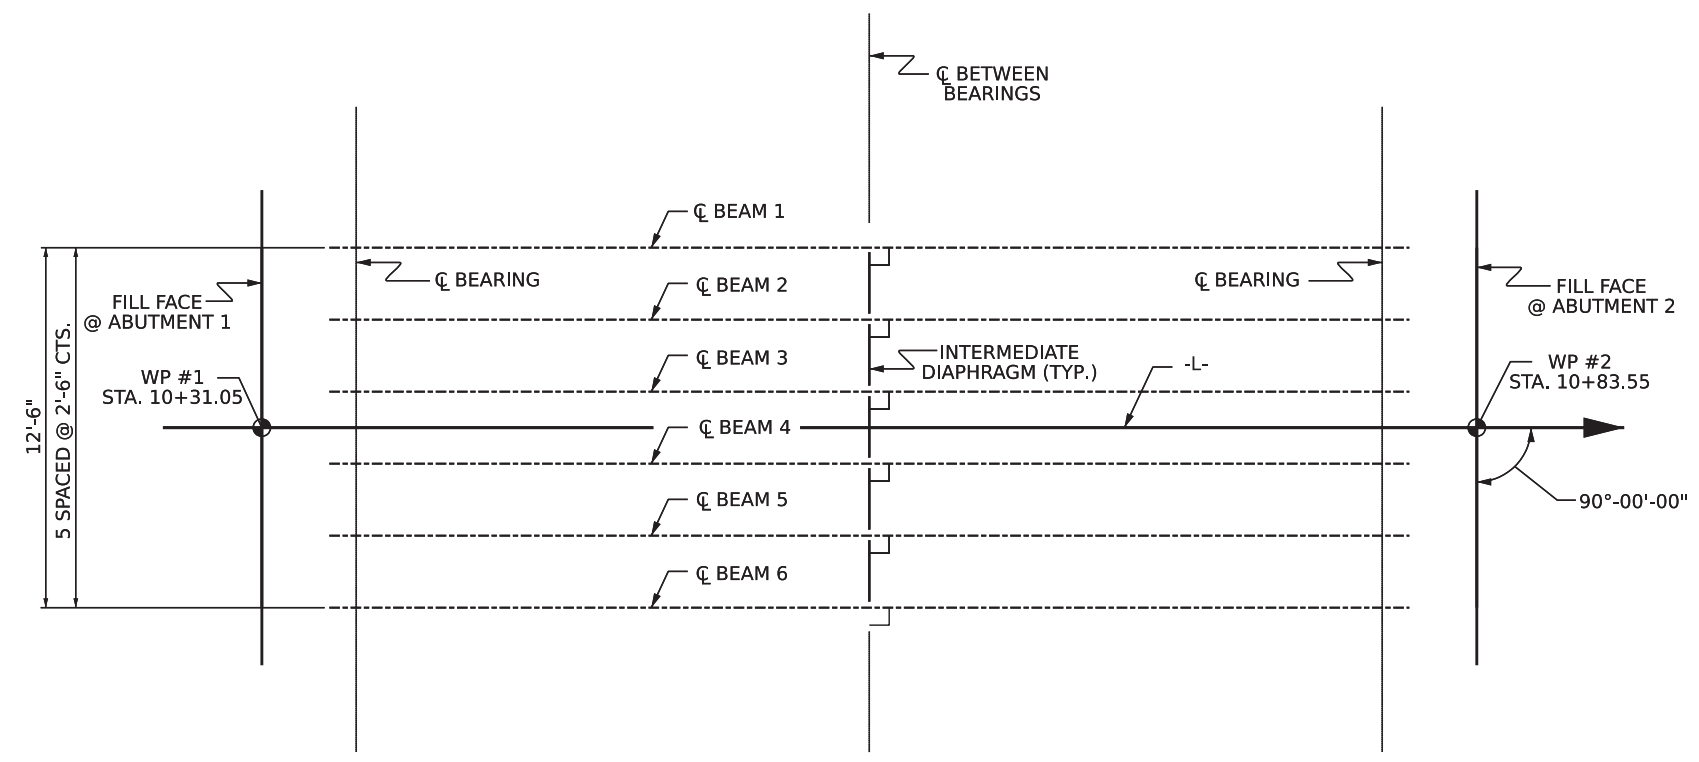 ℄ BETWEEN
BEARINGS
℄ BEAM 1
℄ BEARING
℄ BEAM 2
℄ BEARING
FILL FACE
@ ABUTMENT 1
FILL FACE
@ ABUTMENT 2
12'-6"
5 SPACED @ 2'-6" CTS.
℄ BEAM 3
INTERMEDIATE
DIAPHRAGM (TYP.)
-L-
WP #1
STA. 10+31.05
WP #2
STA. 10+83.55
℄ BEAM 4
℄ BEAM 5
90°-00'-00"
℄ BEAM 6